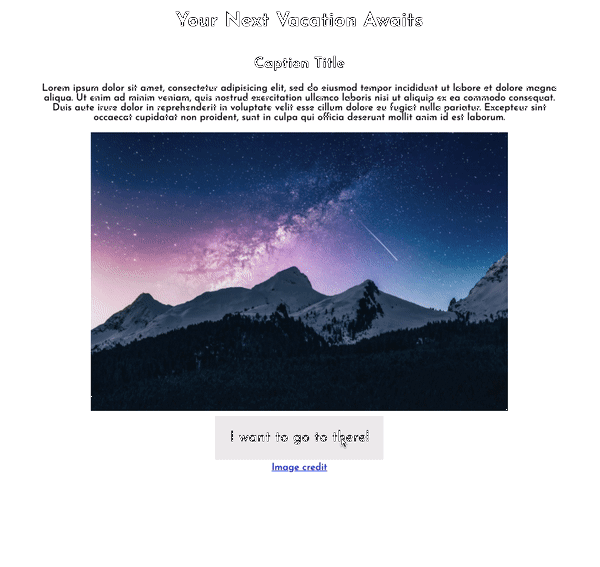 Your Next Vacation Awaits
Caption Title
Lorem ipsum dolor sit amet, consectetur adipisicing elit, sed do eiusmod tempor incididunt ut labore et dolore magna
aliqua. Ut enim ad minim veniam, quis nostrud exercitation ullamco laboris nisi ut aliquip ex ea commodo consequat.
Duis aute irure dolor in reprehenderit in voluptate velit esse cillum dolore eu fugiat nulla pariatur. Excepteur sint
occaecat cupidatat non proident, sunt in culpa qui officia deserunt mollit anim id est laborum.
I want to go to there!
Image credit